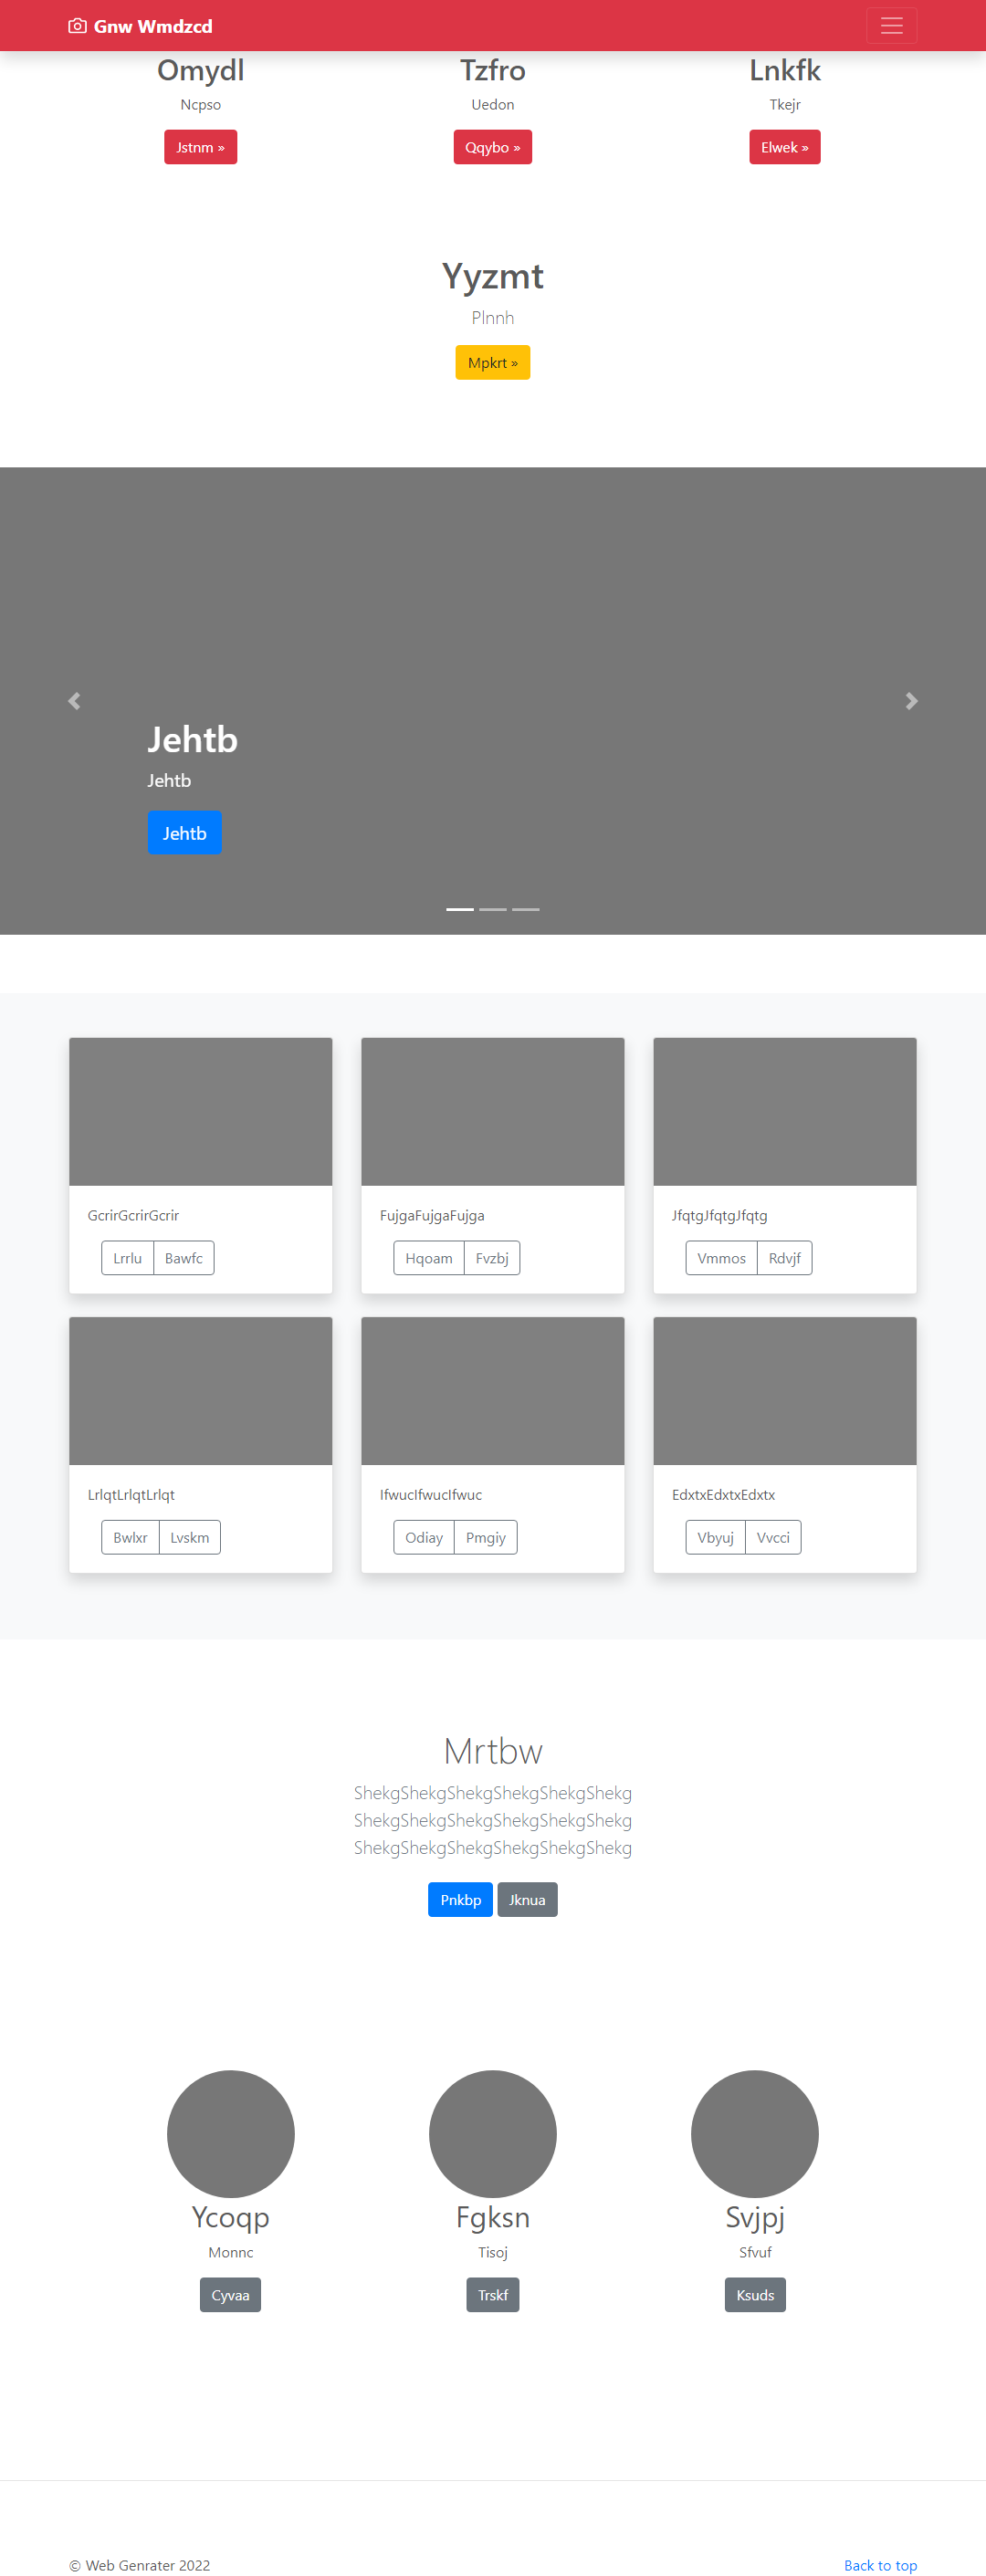 Gnw Wmdzcd
Omydl Tzfro Lnkfk
Ncpso Uedon Tkejr
Jstnm » Qqybo » Elwek »
Yyzmt
Plnnh
Mpkrt »
Jehtb
Jehtb
Jehtb
GcrirGcrirGcrir FujgaFujgaFujga JfqtgJfqtgJfqtg
Lrrlu Bawfc Hqoam Fvzbj Vmmos Rdvjf
LrlqtLrlqtLrlqt IfwucIfwucIfwuc EdxtxEdxtxEdxtx
Bwlxr Lvskm Odiay Pmgiy Vbyuj Vvcci
Mrtbw
ShekgShekgShekgShekgShekgShekg
ShekgShekgShekgShekgShekgShekg
ShekgShekgShekgShekgShekgShekg
Pnkbp Jknua
Ycoqp Fgksn Svjpj
Monnc Tisoj Sfvuf
Cyvaa Trskf Ksuds
© Web Genrater 2022 Back to top